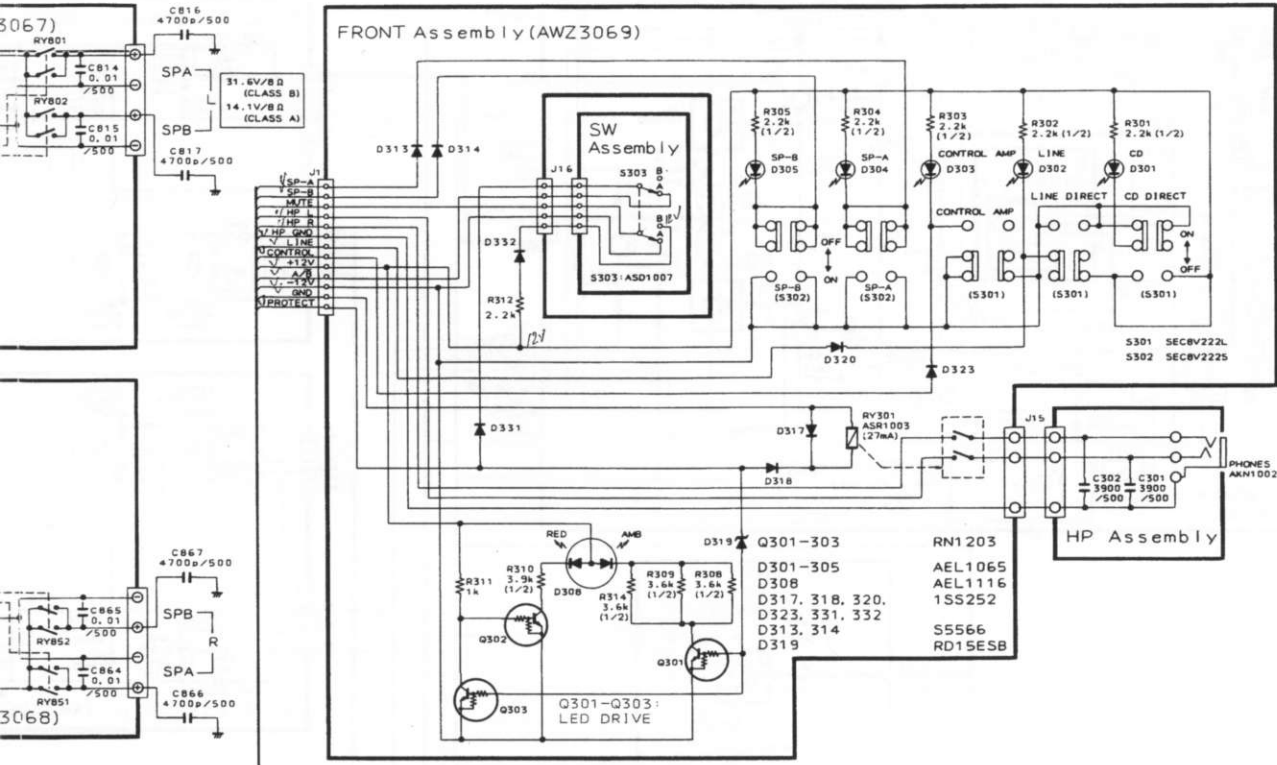 3067)
RY801
C816
4700p/500
C814
0.01
/500
SPA
31.6V/8Ω
(CLASS B)
14.1V/8Ω
(CLASS A)
RY802
C815
0.01
/500
SPB
C817
4700p/500
FRONT Assembly (AWZ3069)
D313
D314
J1
SP-A
SP-B
MUTE
HP L
HP R
HP GND
LINE
CONTROL
+12V
A/B
-12V
GND
PROTECT
SW
Assembly
J16
S303
B
A
B
12V
S303:ASD1007
D332
R312
2.2k
12V
R305
2.2k
(1/2)
R304
2.2k
(1/2)
R303
2.2k
(1/2)
R302
2.2k (1/2)
R301
2.2k (1/2)
SP-B
D305
SP-A
D304
CONTROL AMP
D303
LINE
D302
CD
D301
LINE DIRECT
CD DIRECT
CONTROL AMP
OFF
ON
ON
OFF
SP-B
(S302)
SP-A
(S302)
(S301)
(S301)
(S301)
S301 SEC8V222L
S302 SEC8V222S
D320
D323
D331
D317
RY301
ASR1003
(27mA)
D318
J15
C302
3900
/500
C301
3900
/500
PHONES
AKN1002
HP Assembly
RED
AMB
D308
R311
1k
R310
3.9k
(1/2)
R314
3.6k
(1/2)
R309
3.6k
(1/2)
R308
3.6k
(1/2)
D319
Q302
Q301
Q303
Q301-Q303:
LED DRIVE
Q301-303 RN1203
D301-305 AEL1065
D308 AEL1116
D317, 318, 320, 1SS252
D323, 331, 332
D313, 314 S5566
D319 RD15ESB
C867
4700p/500
C865
0.01
/500
RY852
SPB
R
SPA
C864
0.01
/500
RY851
C866
4700p/500
3068)